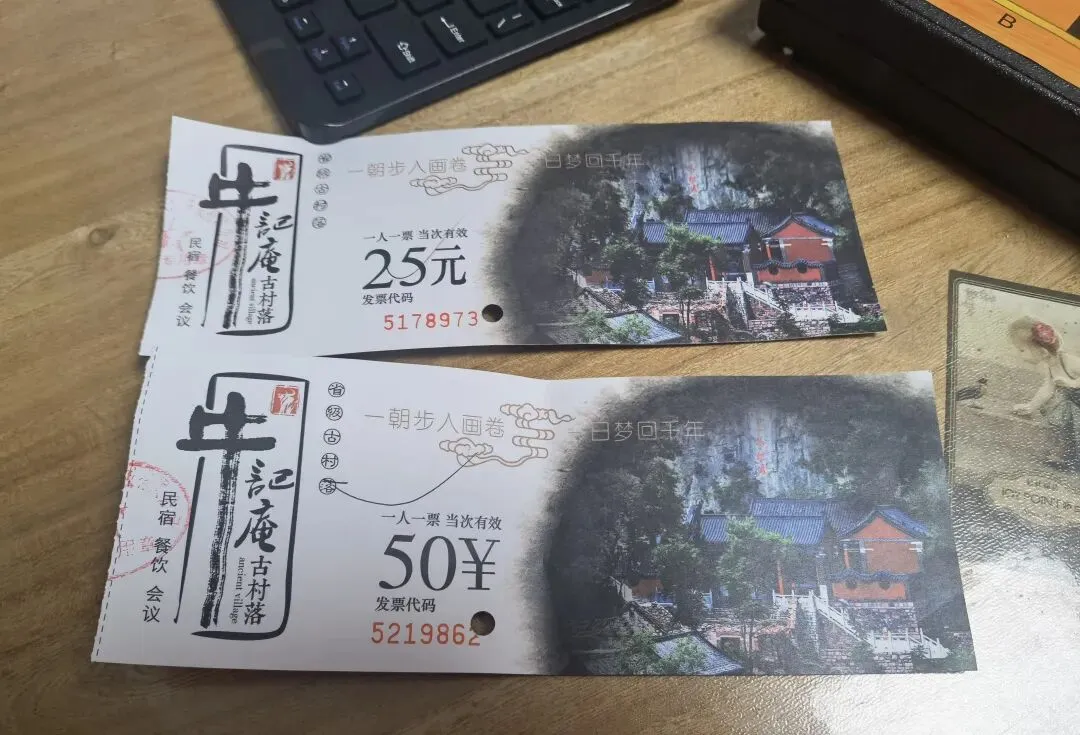 Enter
Shift
B
牛記庵
古村落
ancient village
民宿 餐饮 会议
省级古村落
一朝步入画卷
一日梦回千年
一人一票 当次有效
25元
发票代码
5178973
牛記庵
古村落
ancient village
民宿 餐饮 会议
省级古村落
一朝步入画卷
一日梦回千年
一人一票 当次有效
50¥
发票代码
5219862